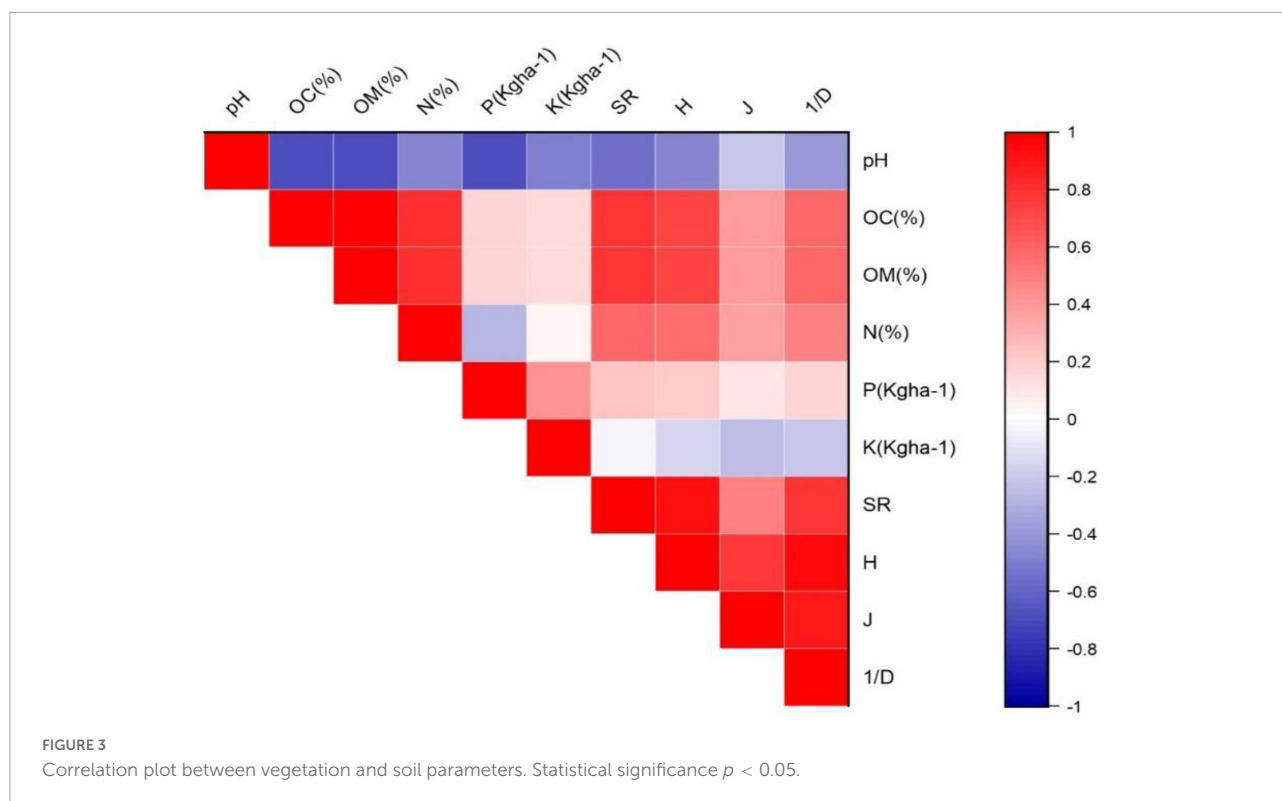 pH OC(%) OM(%) N(%) P(Kgha-1) K(Kgha-1) SR H J 1/D
pH
OC(%)
OM(%)
N(%)
P(Kgha-1)
K(Kgha-1)
SR
H
J
1/D
1
0.8
0.6
0.4
0.2
0
-0.2
-0.4
-0.6
-0.8
-1
FIGURE 3
Correlation plot between vegetation and soil parameters. Statistical significance p < 0.05.